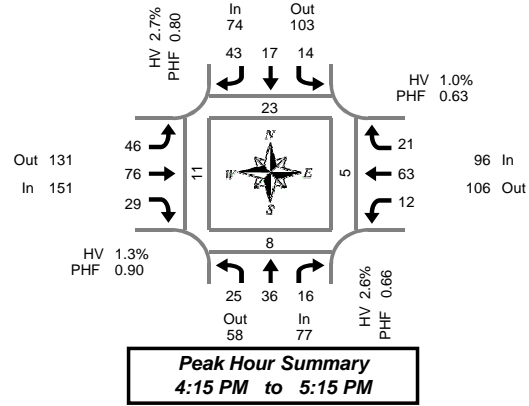 In Out
74 103
HV 2.7%
PHF 0.80
43 17 14
HV 1.0%
PHF 0.63
23
46
76
29
Out 131
In 151
11
N
W E
S
5
21
63
12
96 In
106 Out
8
HV 1.3%
PHF 0.90
25 36 16
HV 2.6%
PHF 0.66
Out In
58 77
Peak Hour Summary
4:15 PM to 5:15 PM